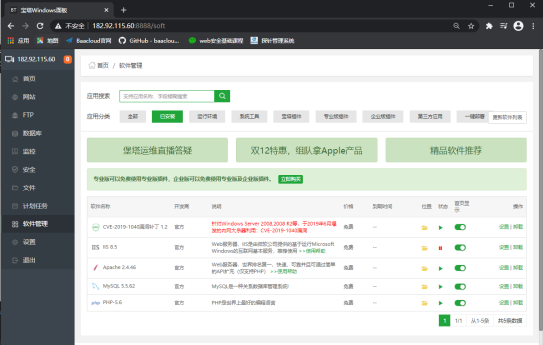 宝塔Windows面板
不安全 182.92.115.60:8888/soft
应用 地图 Baacloud官网 GitHub - baaclou... web安全基础课程 探针管理系统
182.92.115.60 0
首页
网站
FTP
数据库
监控
安全
文件
计划任务
软件管理
设置
退出
首页 / 软件管理
应用搜索 支持应用名称、字段模糊搜索
应用分类 全部 已安装 运行环境 系统工具 宝塔插件 专业版插件 企业版插件 第三方应用 一键部署 更新软件列表
堡塔运维直播答疑 双12特惠，组队拿Apple产品 精品软件推荐
专业版可以免费使用专业版插件，企业版可以免费使用专业版及企业版插件。 立即购买
软件名称 开发商 说明 价格 到期时间 位置 状态 首页显示 操作
CVE-2019-1040漏洞补丁 1.2 官方 免费 -- 设置 | 卸载
针对Windows Server 2008,2008 R2等，于2019年6月爆
CVE-2019-1040漏洞
IIS 8.5 官方 免费 -- 设置 | 卸载
Web服务器，IIS是由微软公司提供的基于运行Microsoft
Windows的互联网基本服务，推荐使用 >>使用帮助
Apache 2.4.46 官方 免费 -- 设置 | 卸载
Web服务器，世界排名第一，快速、可靠并且可通过简单
的API扩充（仅支持PHP） >>使用帮助
MySQL 5.5.62 官方 MySQL是一种关系数据库管理系统! 免费 -- 设置 | 卸载
PHP-5.6 官方 PHP是世界上最好的编程语言 免费 -- 设置 | 卸载
1 1/1 从1-5条 共5条数据